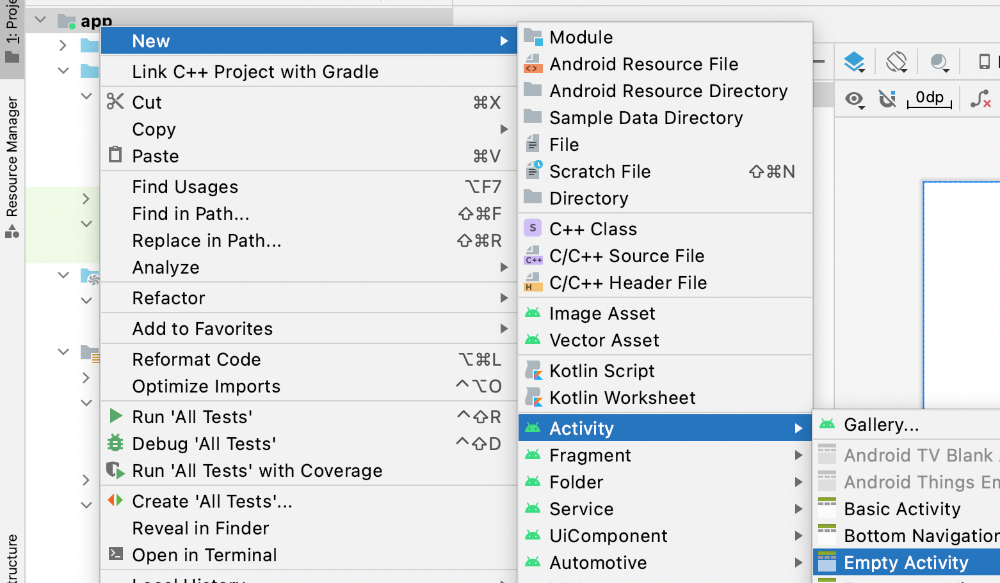 1: Proje
Resource Manager
tructure
app
New
Link C++ Project with Gradle
Cut ⌘X
Copy
Paste ⌘V
Find Usages ⌥F7
Find in Path... ⇧⌘F
Replace in Path... ⇧⌘R
Analyze
Refactor
Add to Favorites
Reformat Code ⌥⌘L
Optimize Imports ^⌥O
Run 'All Tests' ^⇧R
Debug 'All Tests' ^⇧D
Run 'All Tests' with Coverage
Create 'All Tests'...
Reveal in Finder
Open in Terminal
Local History
Module
Android Resource File
Android Resource Directory
Sample Data Directory
File
Scratch File ⇧⌘N
Directory
S C++ Class
C++ C/C++ Source File
H C/C++ Header File
Image Asset
Vector Asset
Kotlin Script
Kotlin Worksheet
Activity
Fragment
Folder
Service
UiComponent
Automotive
0dp
Gallery...
Android TV Blank
Android Things Em
Basic Activity
Bottom Navigation
Empty Activity